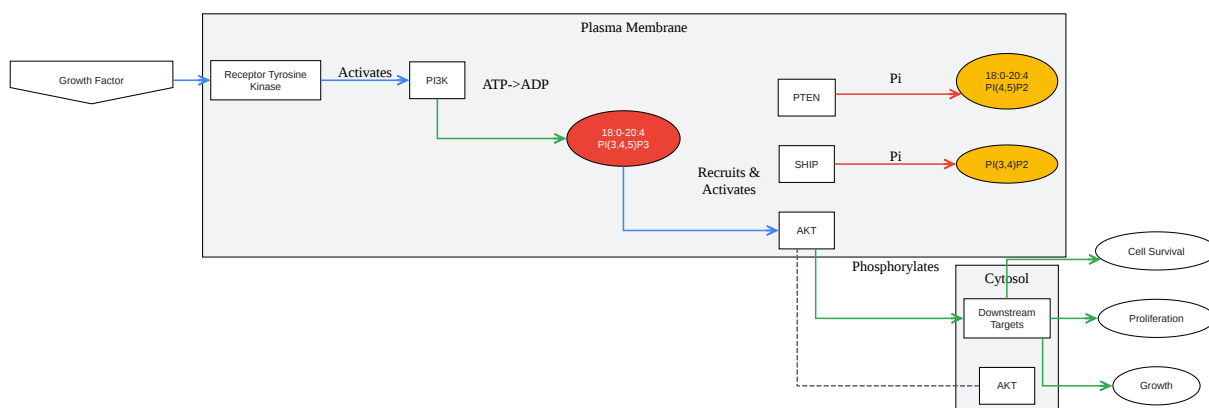 Plasma Membrane
Growth Factor
Receptor Tyrosine
Kinase
Activates
PI3K
ATP->ADP
18:0-20:4
PI(3,4,5)P3
PTEN
Pi
18:0-20:4
PI(4,5)P2
SHIP
Pi
PI(3,4)P2
Recruits &
Activates
AKT
Phosphorylates
Cytosol
Downstream
Targets
AKT
Cell Survival
Proliferation
Growth